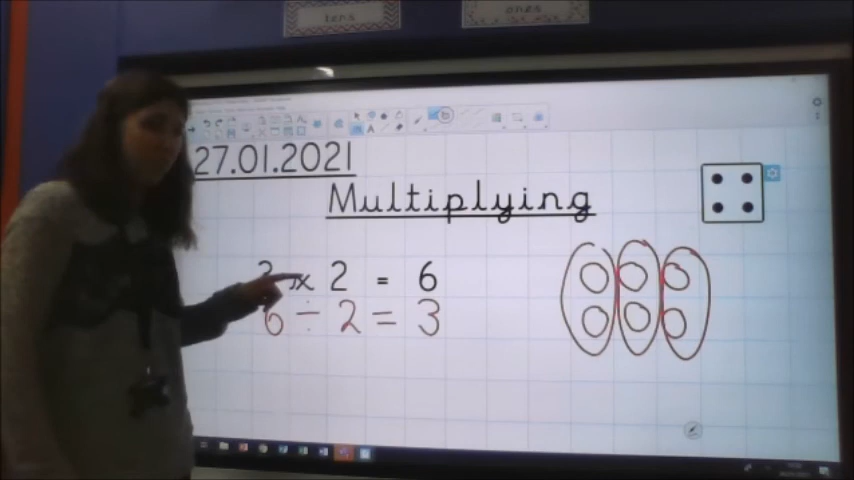 tens
ones
27.01.2021
Multiplying
3 x 2 = 6
6 ÷ 2 = 3